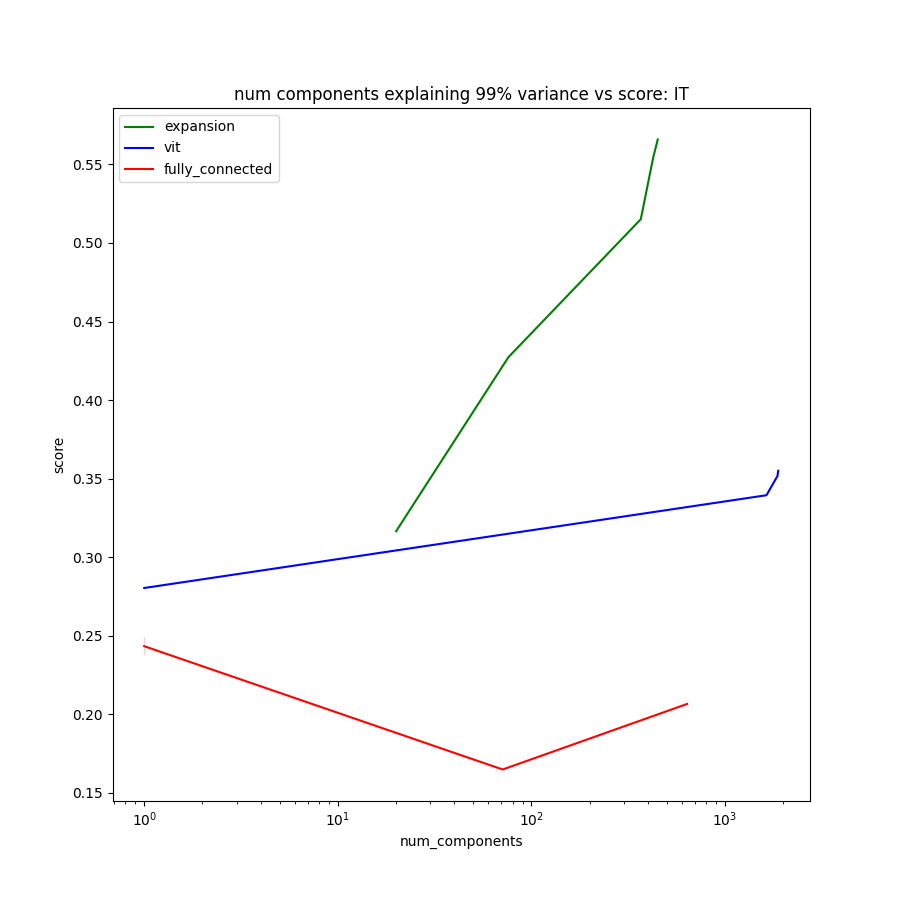 num components explaining 99% variance vs score: IT
expansion
vit
fully_connected
0.55
0.50
0.45
0.40
0.35
0.30
0.25
0.20
0.15
score
10⁰ 10¹ 10² 10³
num_components